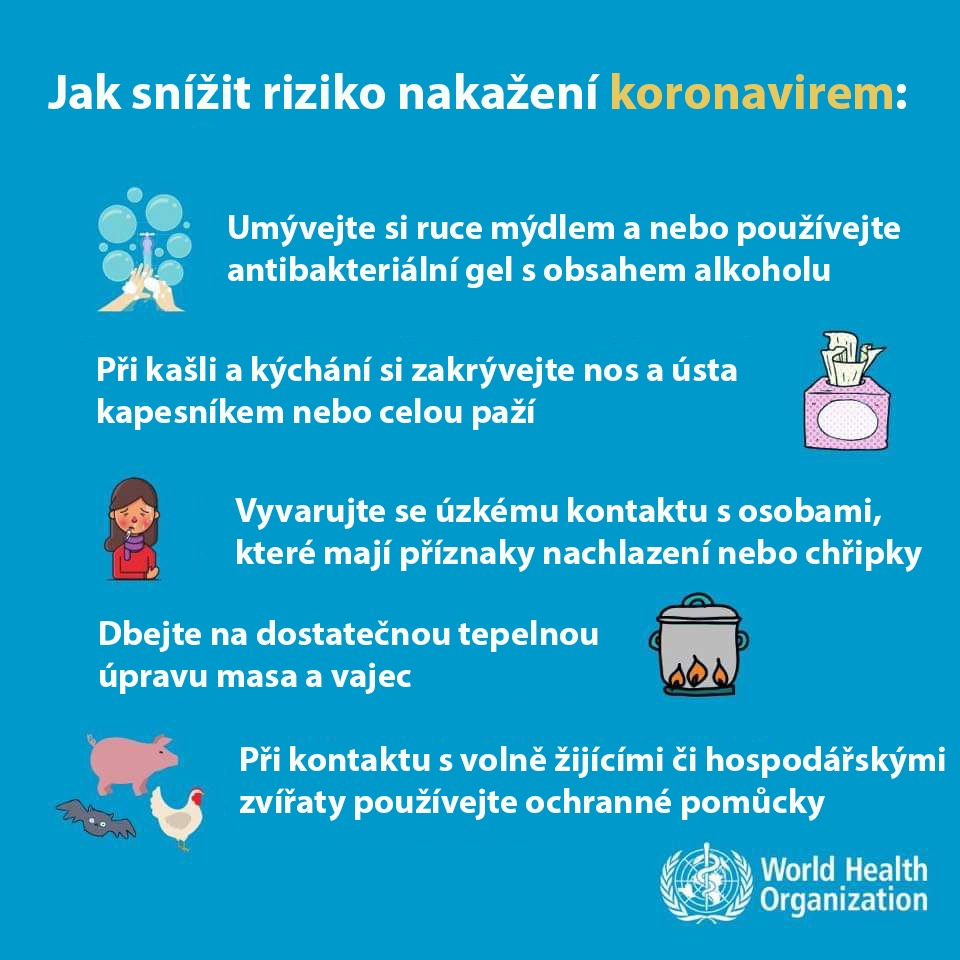 Jak snížit riziko nakažení koronavirem:
Umývejte si ruce mýdlem a nebo používejte
antibakteriální gel s obsahem alkoholu
Při kašli a kýchání si zakrývejte nos a ústa
kapesníkem nebo celou paží
Vyvarujte se úzkému kontaktu s osobami,
které mají příznaky nachlazení nebo chřipky
Dbejte na dostatečnou tepelnou
úpravu masa a vajec
Při kontaktu s volně žijícími či hospodářskými
zvířaty používejte ochranné pomůcky
World Health
Organization